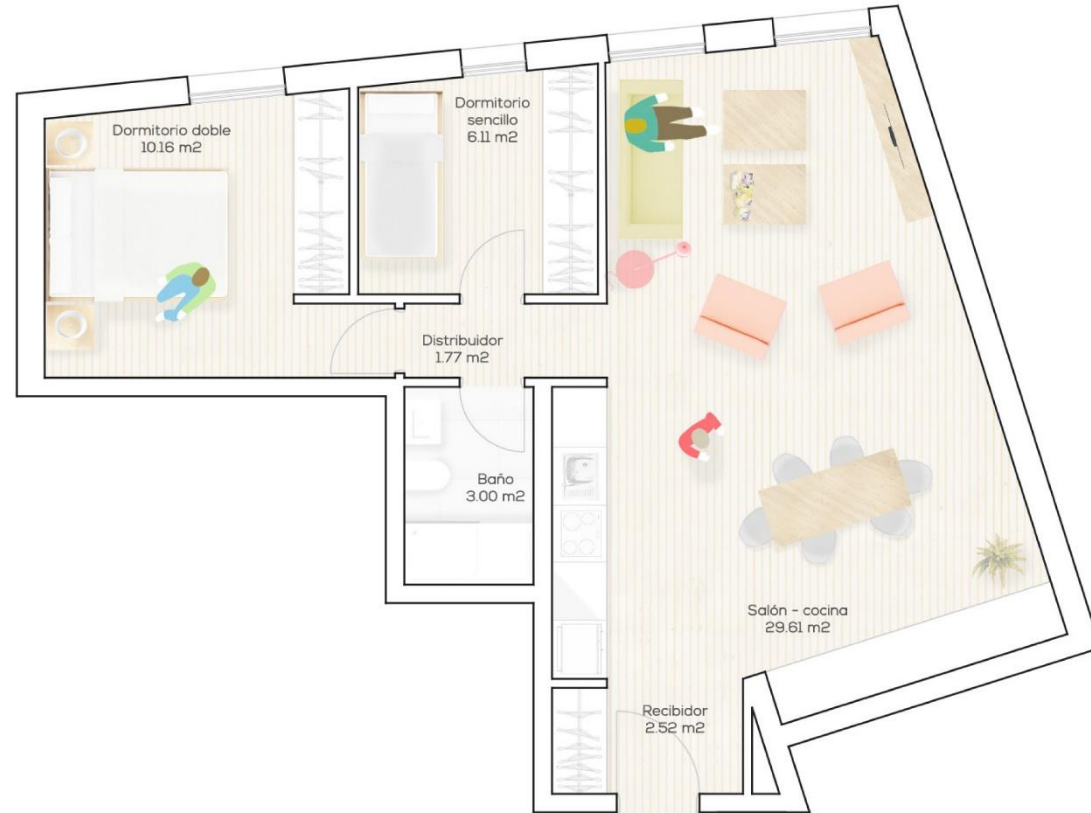 Dormitorio doble
10.16 m2
Dormitorio
sencillo
6.11 m2
Distribuidor
1.77 m2
Baño
3.00 m2
Salón - cocina
29.61 m2
Recibidor
2.52 m2